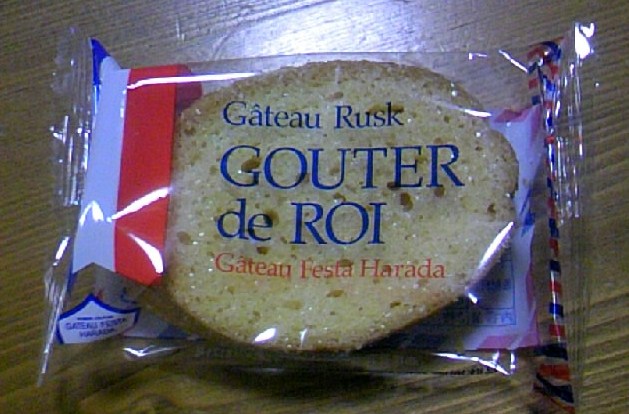 Gâteau Rusk
GOUTER
de ROI
Gâteau Festa Harada
GATEAU FESTA
HARADA